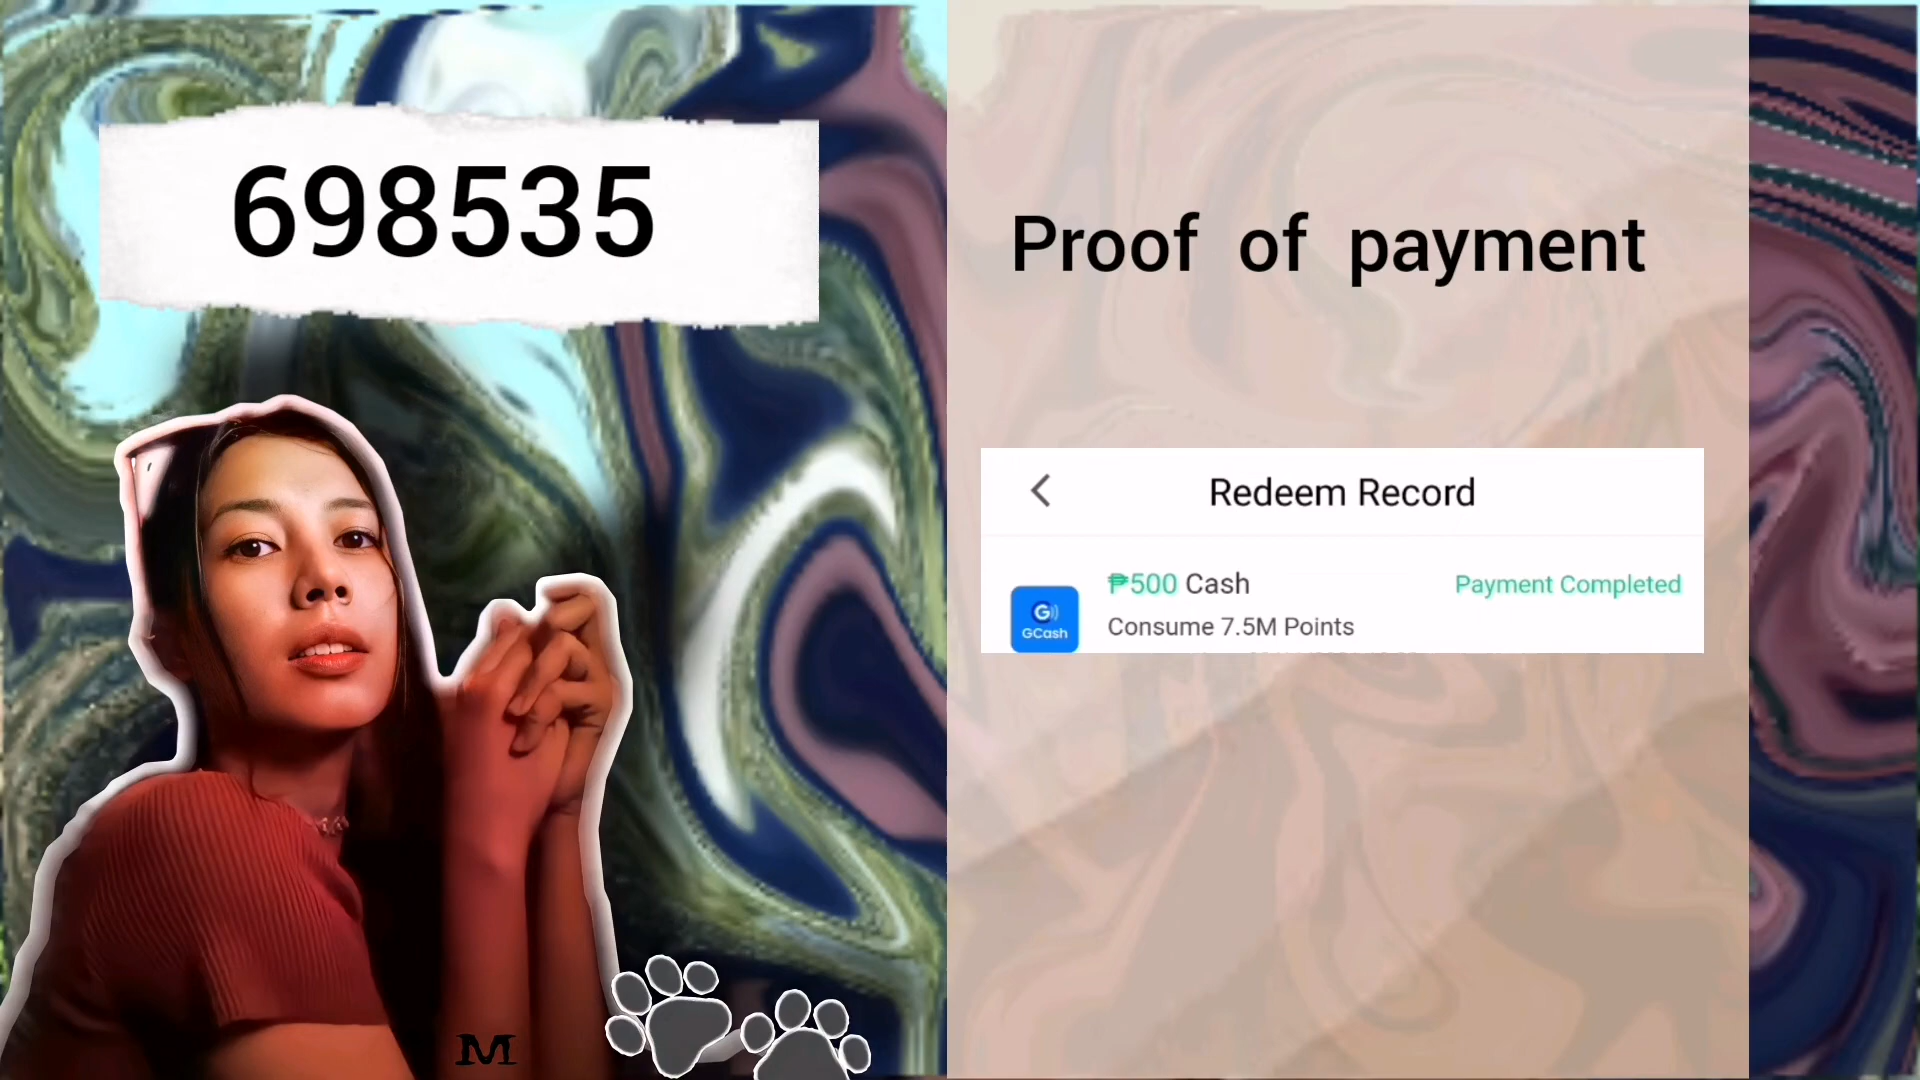 698535
Proof of payment
Redeem Record
₱500 Cash
Payment Completed
G
GCash
Consume 7.5M Points
M